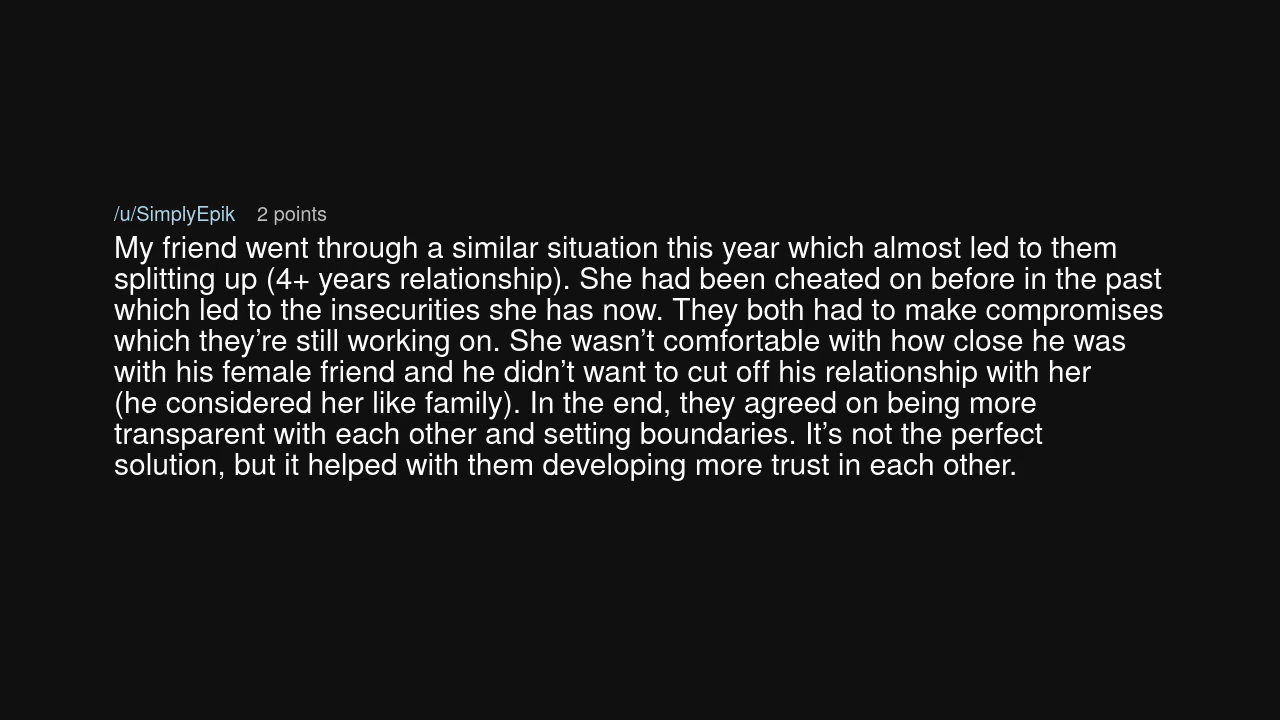 /u/SimplyEpik 2 points
My friend went through a similar situation this year which almost led to them
splitting up (4+ years relationship). She had been cheated on before in the past
which led to the insecurities she has now. They both had to make compromises
which they’re still working on. She wasn’t comfortable with how close he was
with his female friend and he didn’t want to cut off his relationship with her
(he considered her like family). In the end, they agreed on being more
transparent with each other and setting boundaries. It’s not the perfect
solution, but it helped with them developing more trust in each other.